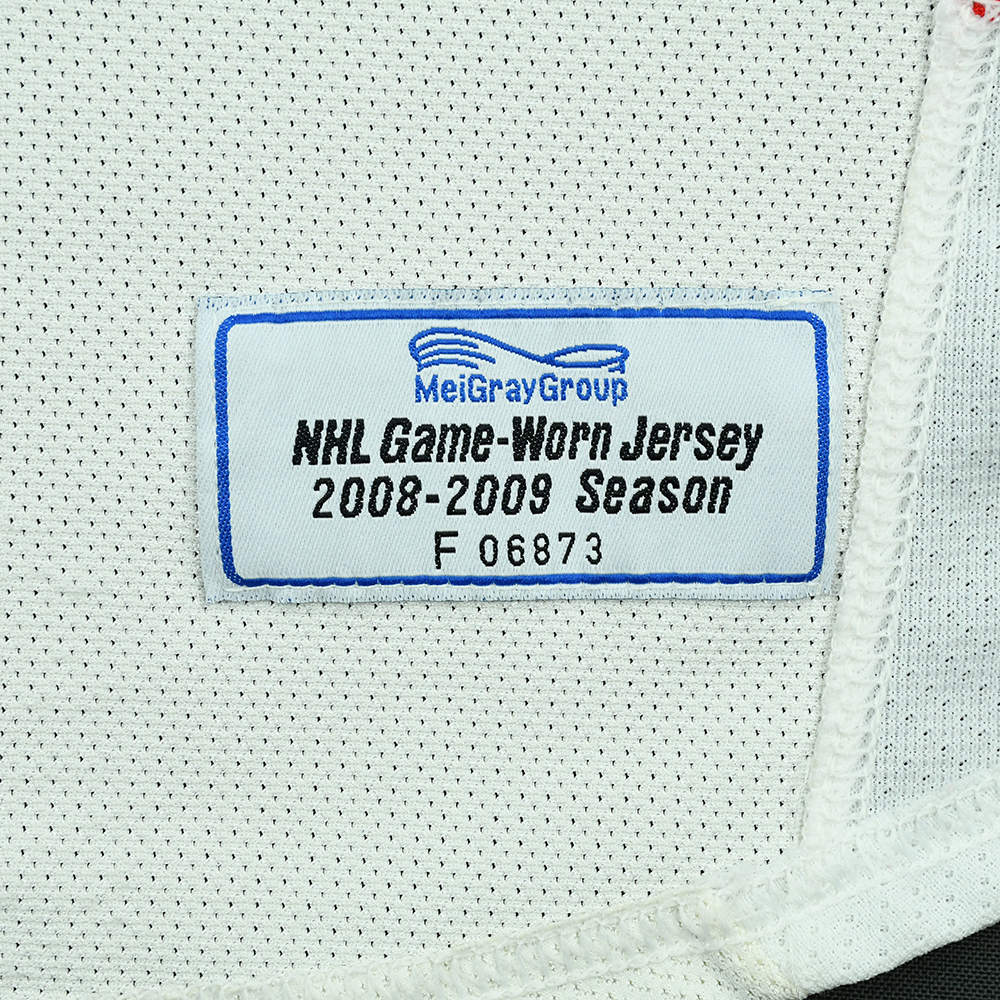 MeiGrayGroup
NHL Game-Worn Jersey
2008-2009 Season
F 06873